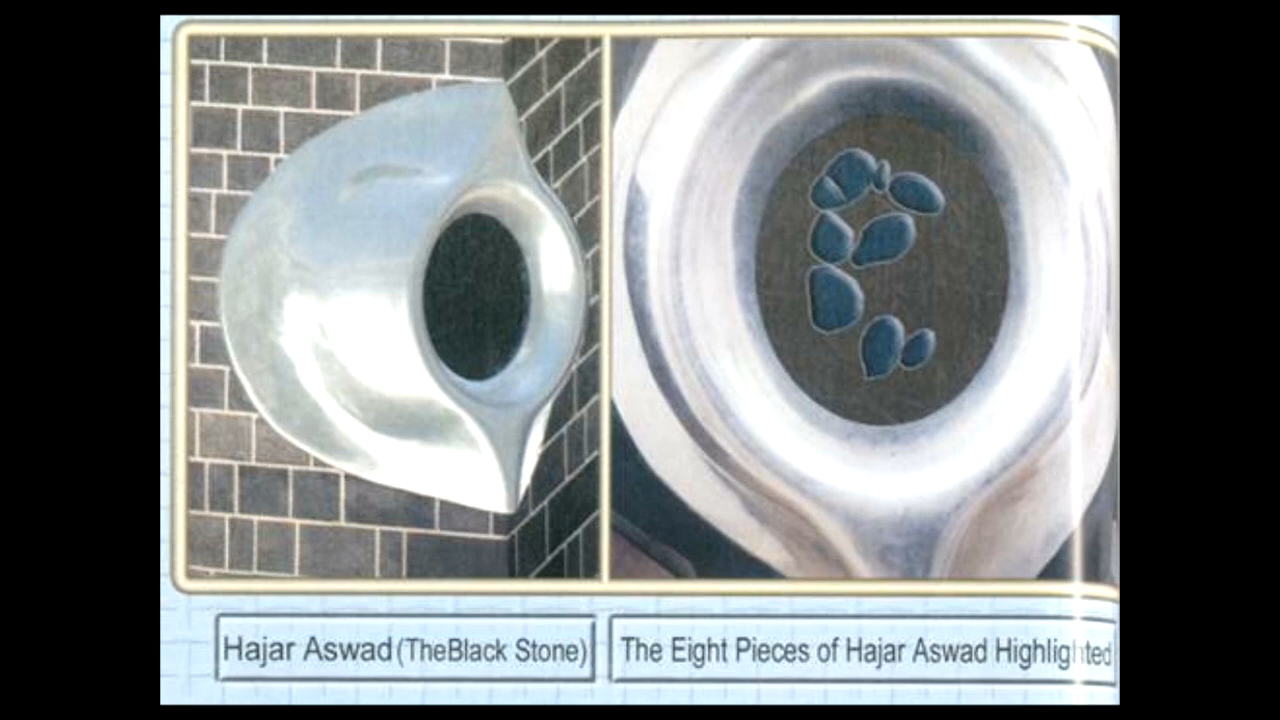 Hajar Aswad (TheBlack Stone)
The Eight Pieces of Hajar Aswad Highlighted